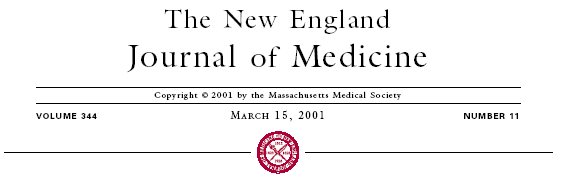 The New England
Journal of Medicine
Copyright © 2001 by the Massachusetts Medical Society
VOLUME 344 MARCH 15, 2001 NUMBER 11